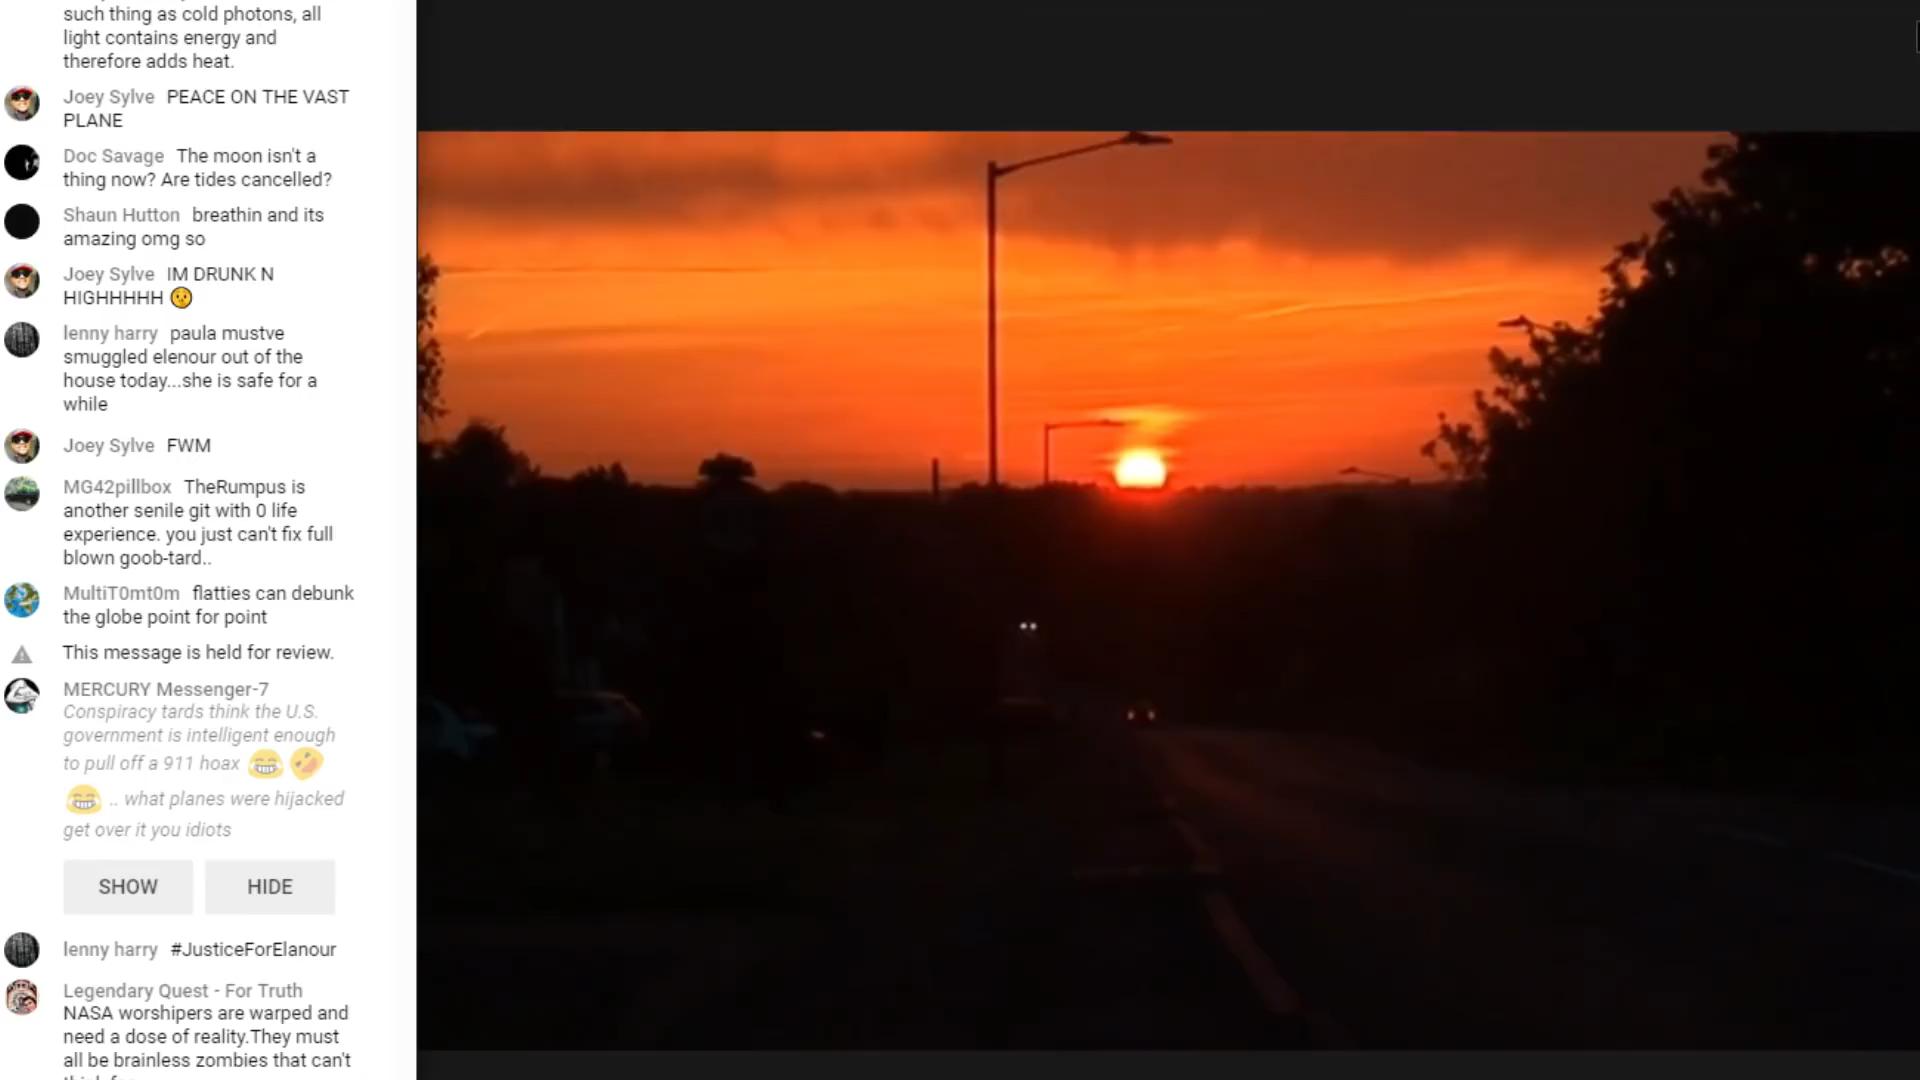 such thing as cold photons, all
light contains energy and
therefore adds heat.
Joey Sylve PEACE ON THE VAST
PLANE
Doc Savage The moon isn't a
thing now? Are tides cancelled?
Shaun Hutton breathin and its
amazing omg so
Joey Sylve IM DRUNK N
HIGHHHHH
lenny harry paula mustve
smuggled elenour out of the
house today...she is safe for a
while
Joey Sylve FWM
MG42pillbox TheRumpus is
another senile git with 0 life
experience. you just can't fix full
blown goob-tard..
MultiT0mt0m flatties can debunk
the globe point for point
This message is held for review.
MERCURY Messenger-7
Conspiracy tards think the U.S.
government is intelligent enough
to pull off a 911 hoax
.. what planes were hijacked
get over it you idiots
SHOW HIDE
lenny harry #JusticeForElanour
Legendary Quest - For Truth
NASA worshipers are warped and
need a dose of reality.They must
all be brainless zombies that can't